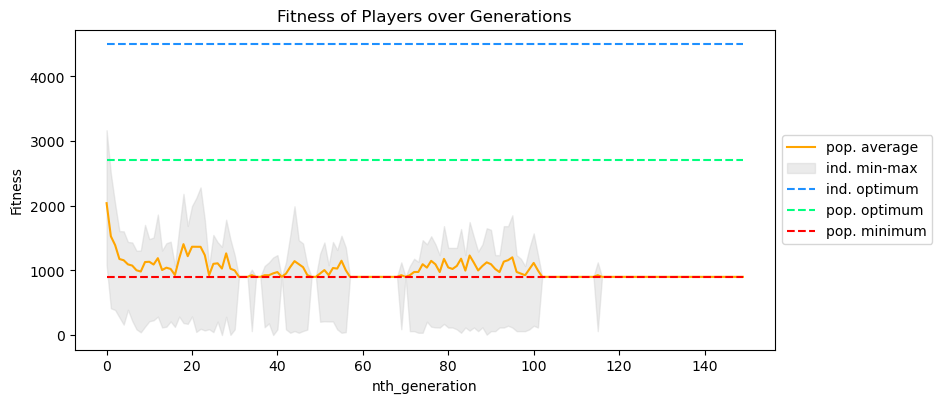 Fitness of Players over Generations
Fitness
4000
3000
2000
1000
0
0 20 40 60 80 100 120 140
nth_generation
pop. average
ind. min-max
ind. optimum
pop. optimum
pop. minimum